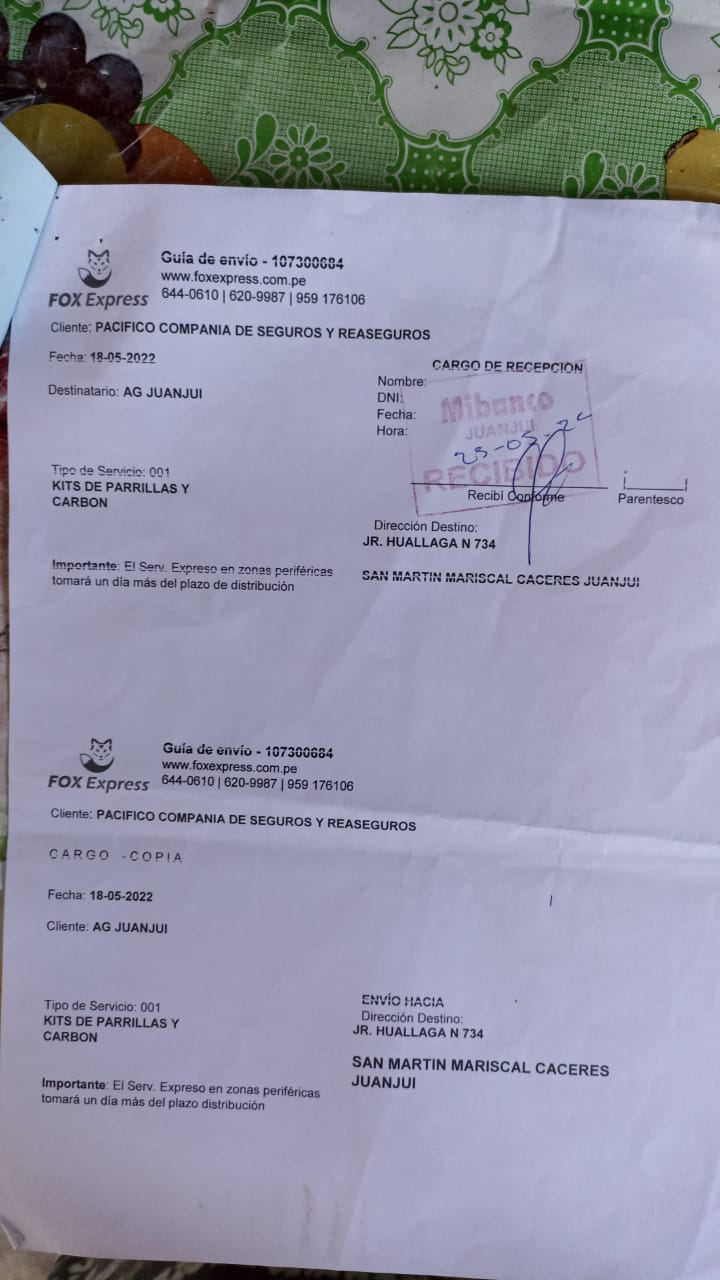 FOX Express
Guía de envío - 107300684
www.foxexpress.com.pe
644-0610 | 620-9987 | 959 176106
Cliente: PACIFICO COMPANIA DE SEGUROS Y REASEGUROS
Fecha: 18-05-2022
Destinatario: AG JUANJUI
CARGO DE RECEPCION
Nombre:
DNI:
Fecha:
Hora:
Mibanco
JUANJUI
RECIBIDO
Recibí Conforme
Parentesco
Tipo de Servicio: 001
KITS DE PARRILLAS Y
CARBON
Dirección Destino:
JR. HUALLAGA N 734
Importante: El Serv. Expreso en zonas periféricas
tomará un día más del plazo de distribución
SAN MARTIN MARISCAL CACERES JUANJUI
FOX Express
Guía de envío - 107300684
www.foxexpress.com.pe
644-0610 | 620-9987 | 959 176106
Cliente: PACIFICO COMPANIA DE SEGUROS Y REASEGUROS
CARGO -COPIA
Fecha: 18-05-2022
Cliente: AG JUANJUI
Tipo de Servicio: 001
KITS DE PARRILLAS Y
CARBON
ENVÍO HACIA
Dirección Destino:
JR. HUALLAGA N 734
SAN MARTIN MARISCAL CACERES
JUANJUI
Importante: El Serv. Expreso en zonas periféricas
tomará un día más del plazo distribución